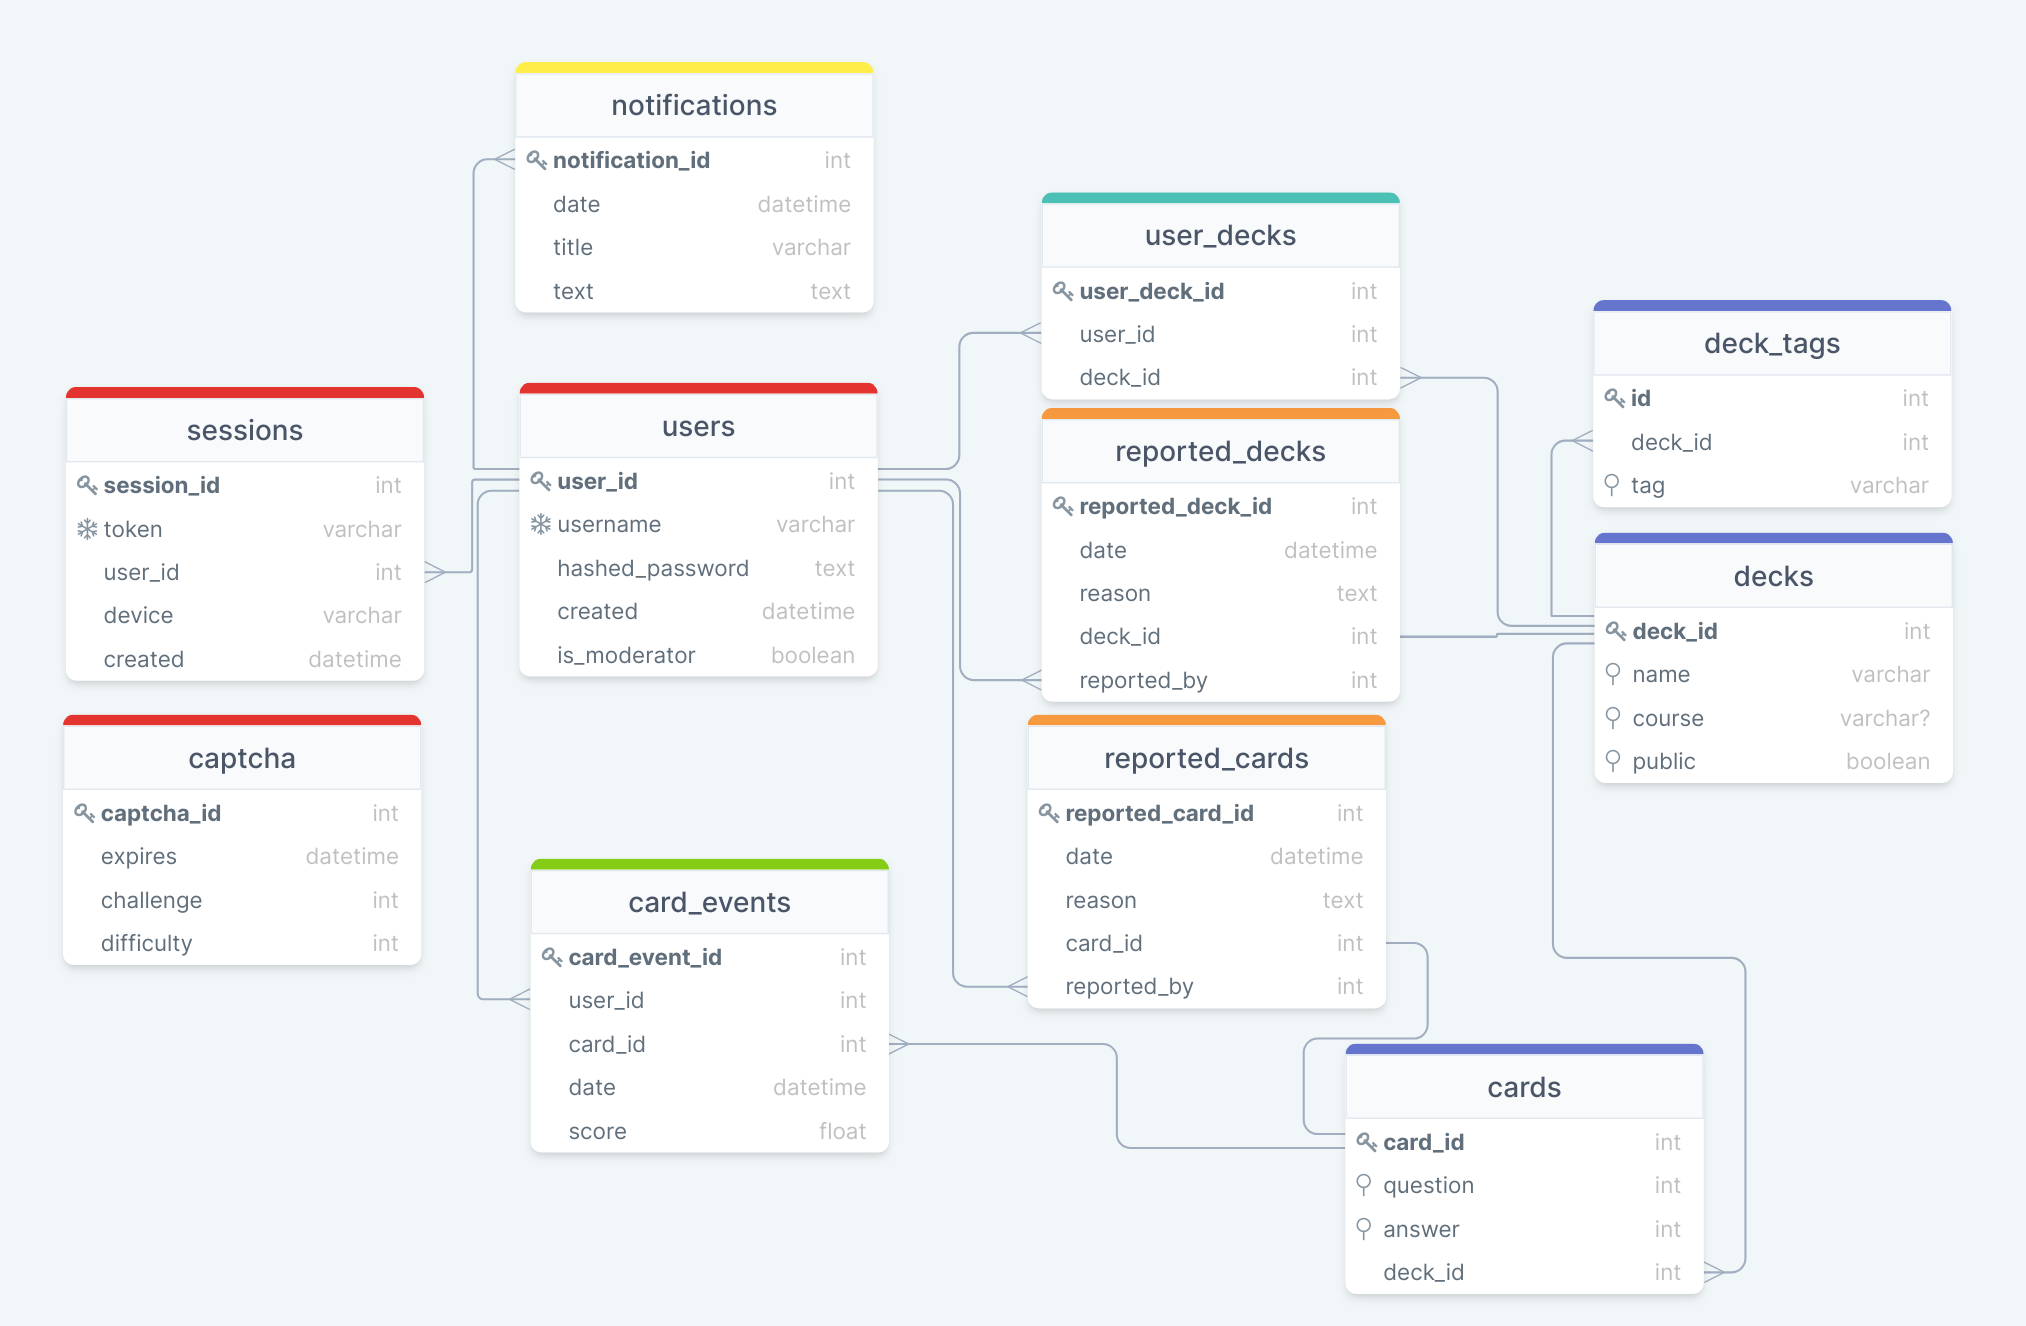 notifications
notification_id int
date datetime
title varchar
text text
user_decks
user_deck_id int
user_id int
deck_id int
deck_tags
id int
deck_id int
tag varchar
sessions
session_id int
token varchar
user_id int
device varchar
created datetime
users
user_id int
username varchar
hashed_password text
created datetime
is_moderator boolean
reported_decks
reported_deck_id int
date datetime
reason text
deck_id int
reported_by int
decks
deck_id int
name varchar
course varchar?
public boolean
captcha
captcha_id int
expires datetime
challenge int
difficulty int
reported_cards
reported_card_id int
date datetime
reason text
card_id int
reported_by int
card_events
card_event_id int
user_id int
card_id int
date datetime
score float
cards
card_id int
question int
answer int
deck_id int